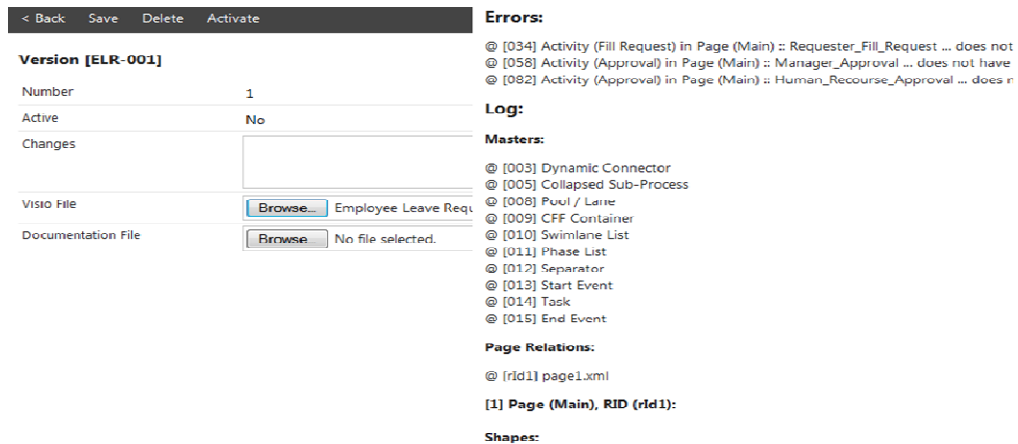 < Back Save Delete Activate
Version [ELR-001]
Number 1
Active No
Changes
Visio File Browse... Employee Leave Requ
Documentation File Browse... No file selected.
Errors:
@ [034] Activity (Fill Request) in Page (Main) :: Requester_Fill_Request ... does not
@ [058] Activity (Approval) in Page (Main) :: Manager_Approval ... does not have
@ [082] Activity (Approval) in Page (Main) :: Human_Recourse_Approval ... does n
Log:
Masters:
@ [003] Dynamic Connector
@ [005] Collapsed Sub-Process
@ [008] Pool / Lane
@ [009] CFF Container
@ [010] Swimlane List
@ [011] Phase List
@ [012] Separator
@ [013] Start Event
@ [014] Task
@ [015] End Event
Page Relations:
@ [rId1] page1.xml
[1] Page (Main), RID (rId1):
Shapes: